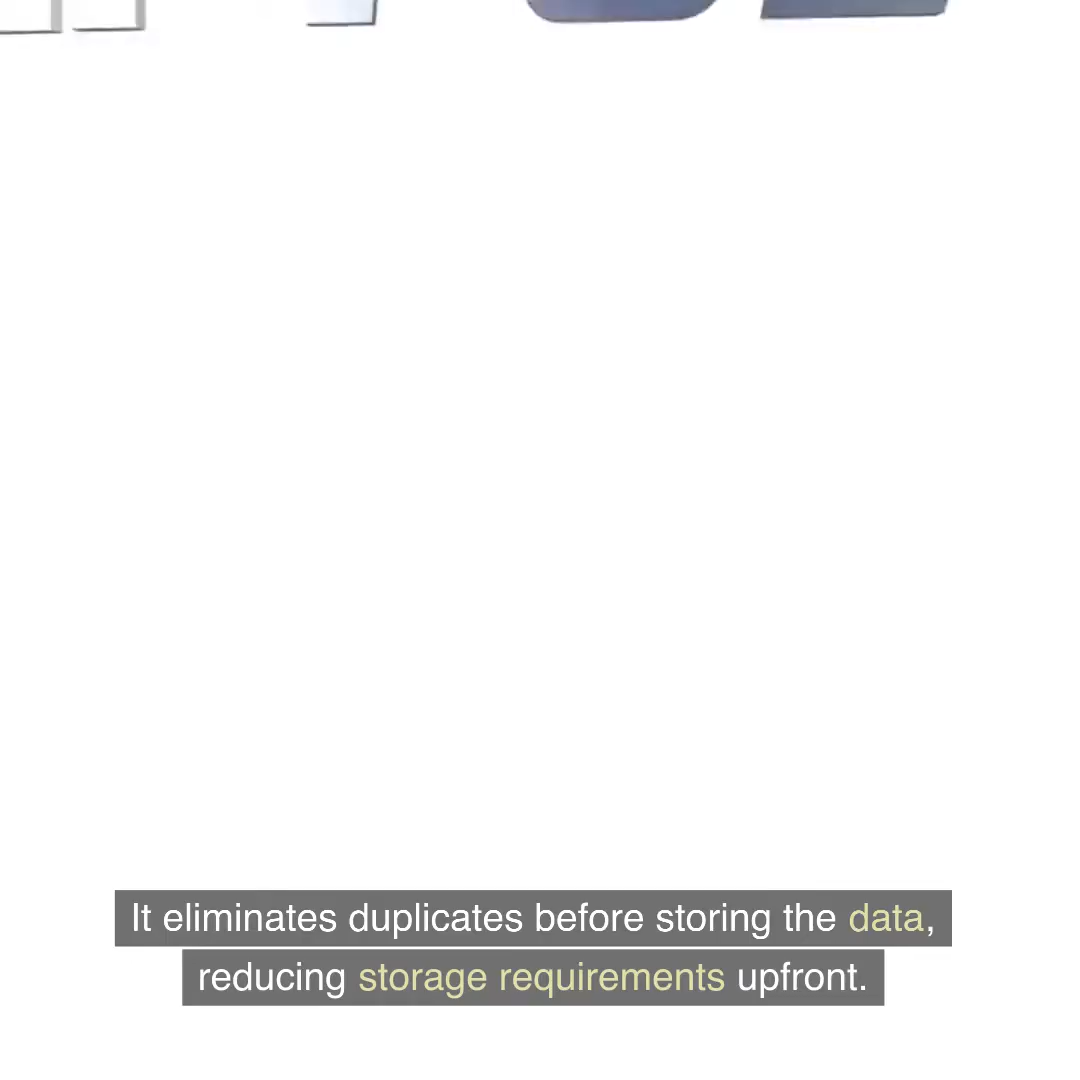 It eliminates duplicates before storing the data,
reducing storage requirements upfront.